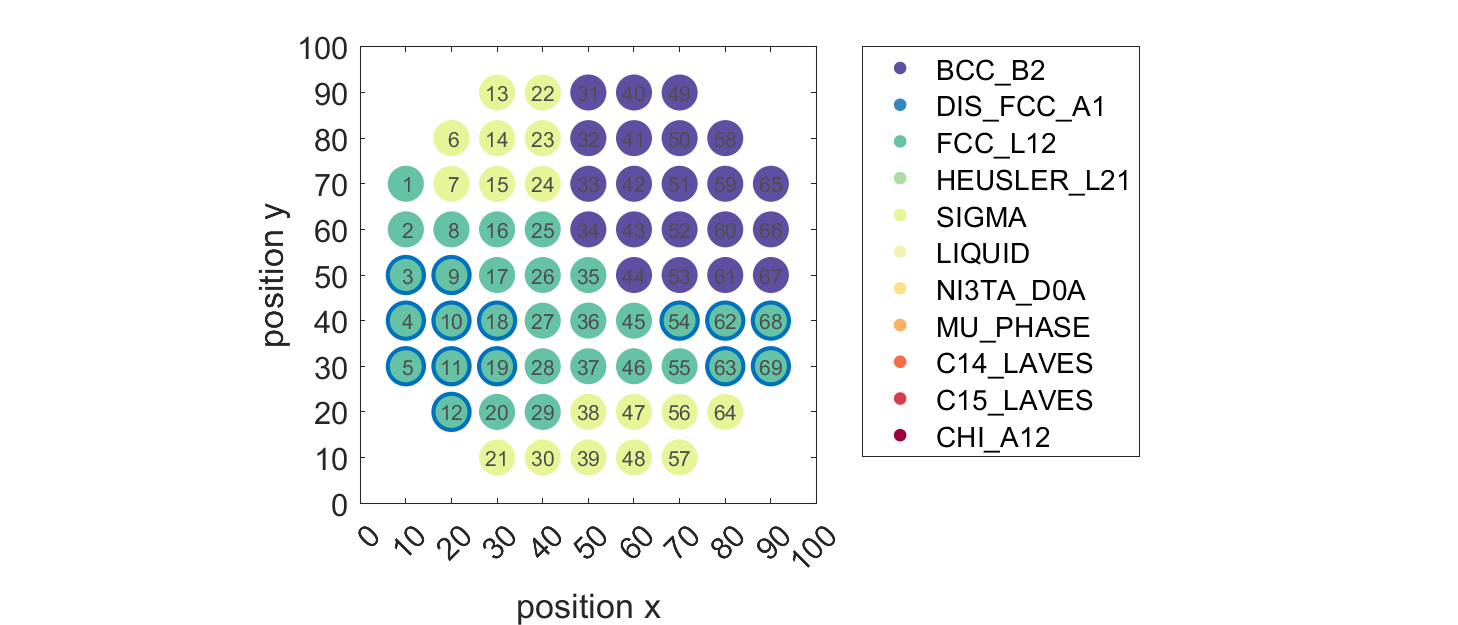 100
90
80
70
60
50
40
30
20
10
0
position y
13 22 31 40 49
6 14 23 32 41 50 58
1 7 15 24 33 42 51 59 65
2 8 16 25 34 43 52 60 66
3 9 17 26 35 44 53 61 67
4 10 18 27 36 45 54 62 68
5 11 19 28 37 46 55 63 69
12 20 29 38 47 56 64
21 30 39 48 57
0 10 20 30 40 50 60 70 80 90 100
position x
BCC_B2
DIS_FCC_A1
FCC_L12
HEUSLER_L21
SIGMA
LIQUID
NI3TA_D0A
MU_PHASE
C14_LAVES
C15_LAVES
CHI_A12